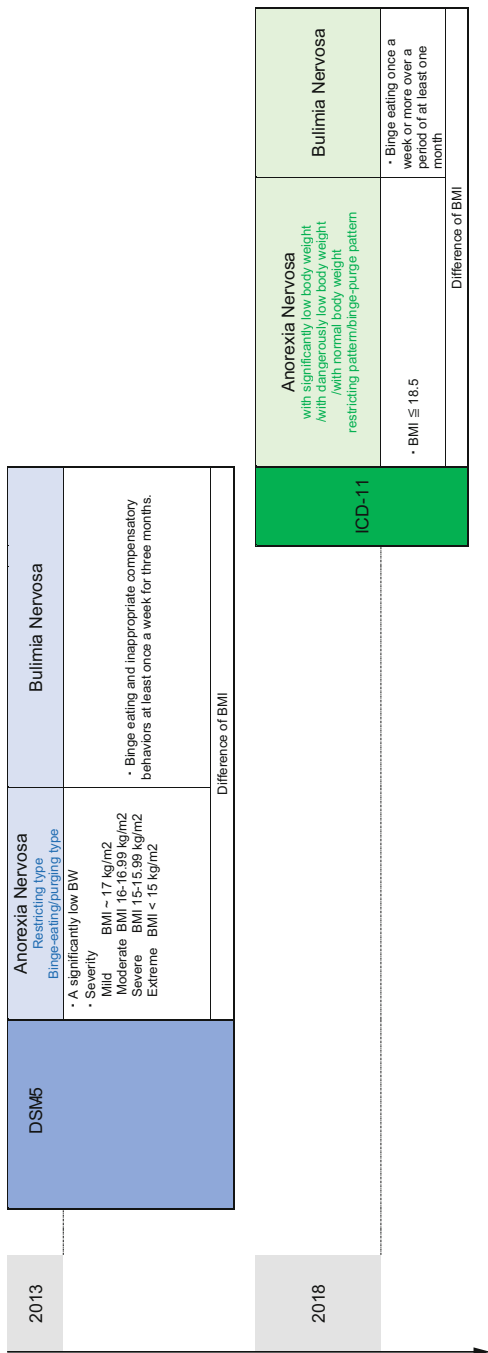 2013
DSM5
Anorexia Nervosa
Restricting type
Binge-eating/purging type
Bulimia Nervosa
・A significantly low BW
・Severity
Mild BMI ~ 17 kg/m2
Moderate BMI 16-16.99 kg/m2
Severe BMI 15-15.99 kg/m2
Extreme BMI < 15 kg/m2
・Binge eating and inappropriate compensatory
behaviors at least once a week for three months.
Difference of BMI
2018
ICD-11
Anorexia Nervosa
with significantly low body weight
/with dangerously low body weight
/with normal body weight
restricting pattern/binge-purge pattern
Bulimia Nervosa
・BMI ≦ 18.5
・Binge eating once a
week or more over a
period of at least one
month
Difference of BMI